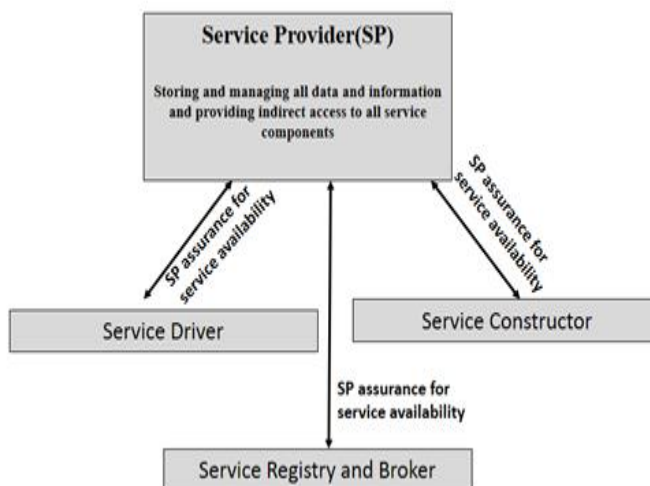 Service Provider(SP)
Storing and managing all data and information
and providing indirect access to all service
components
SP assurance for
service availability
SP assurance for
service availability
Service Driver
Service Constructor
SP assurance for
service availability
Service Registry and Broker